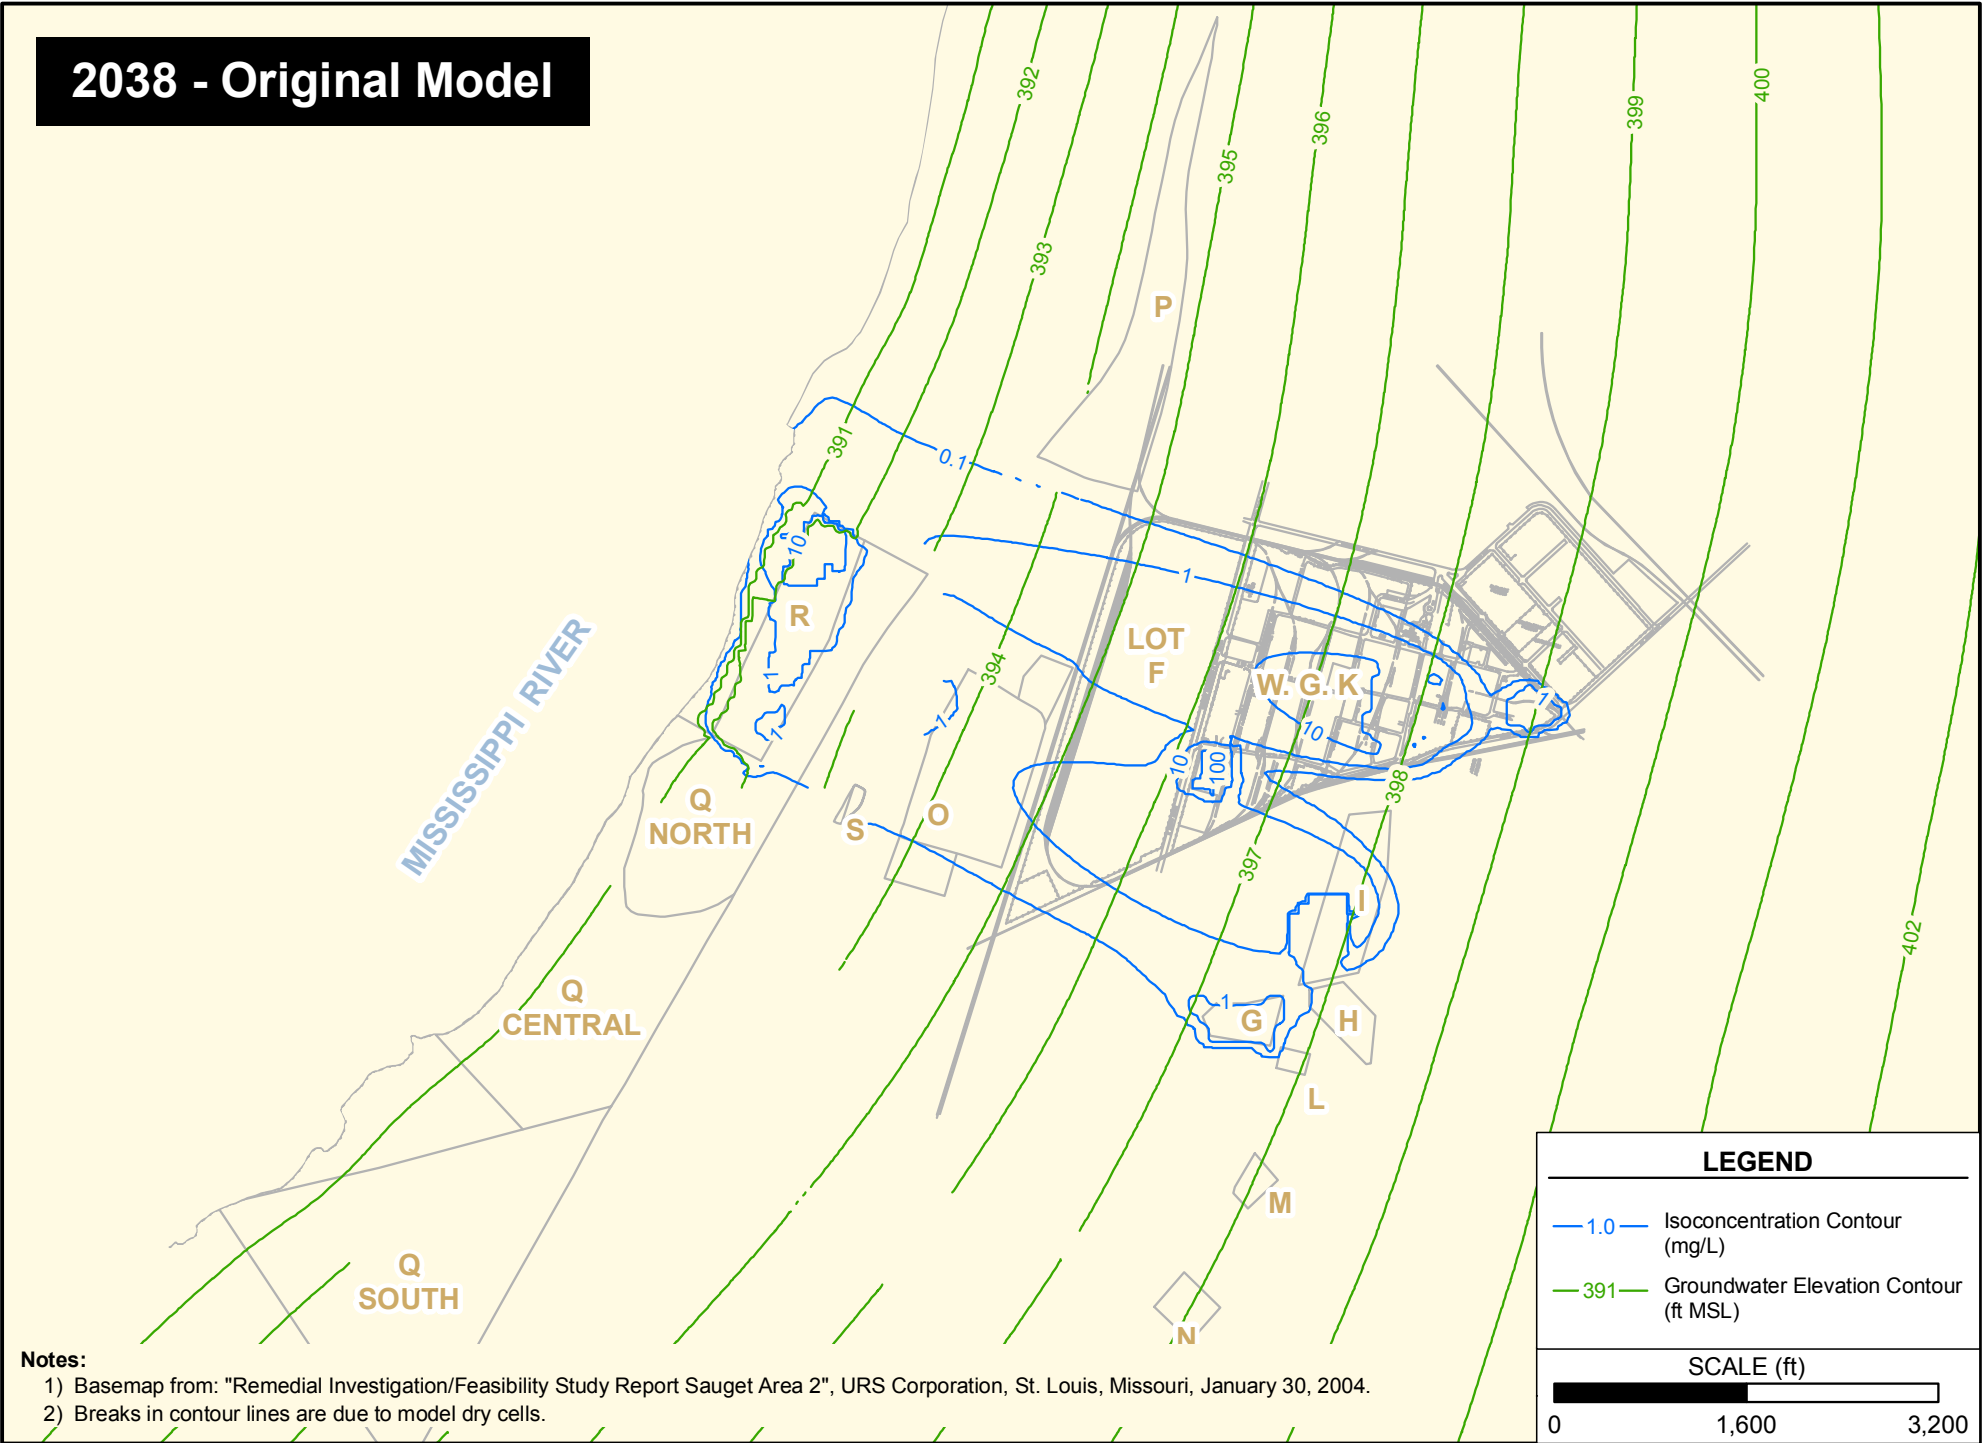 2038 - Original Model
392
400
399
396
395
393
P
391
0.1
10
1
R
LOT
F
W. G. K
1
1
394
10
1
1
10
100
398
MISSISSIPPI RIVER
Q
NORTH
S
O
397
I
402
Q
CENTRAL
1
G
H
L
M
N
Q
SOUTH
LEGEND
1.0
Isoconcentration Contour
(mg/L)
391
Groundwater Elevation Contour
(ft MSL)
SCALE (ft)
0 1,600 3,200
Notes:
1) Basemap from: "Remedial Investigation/Feasibility Study Report Sauget Area 2", URS Corporation, St. Louis, Missouri, January 30, 2004.
2) Breaks in contour lines are due to model dry cells.